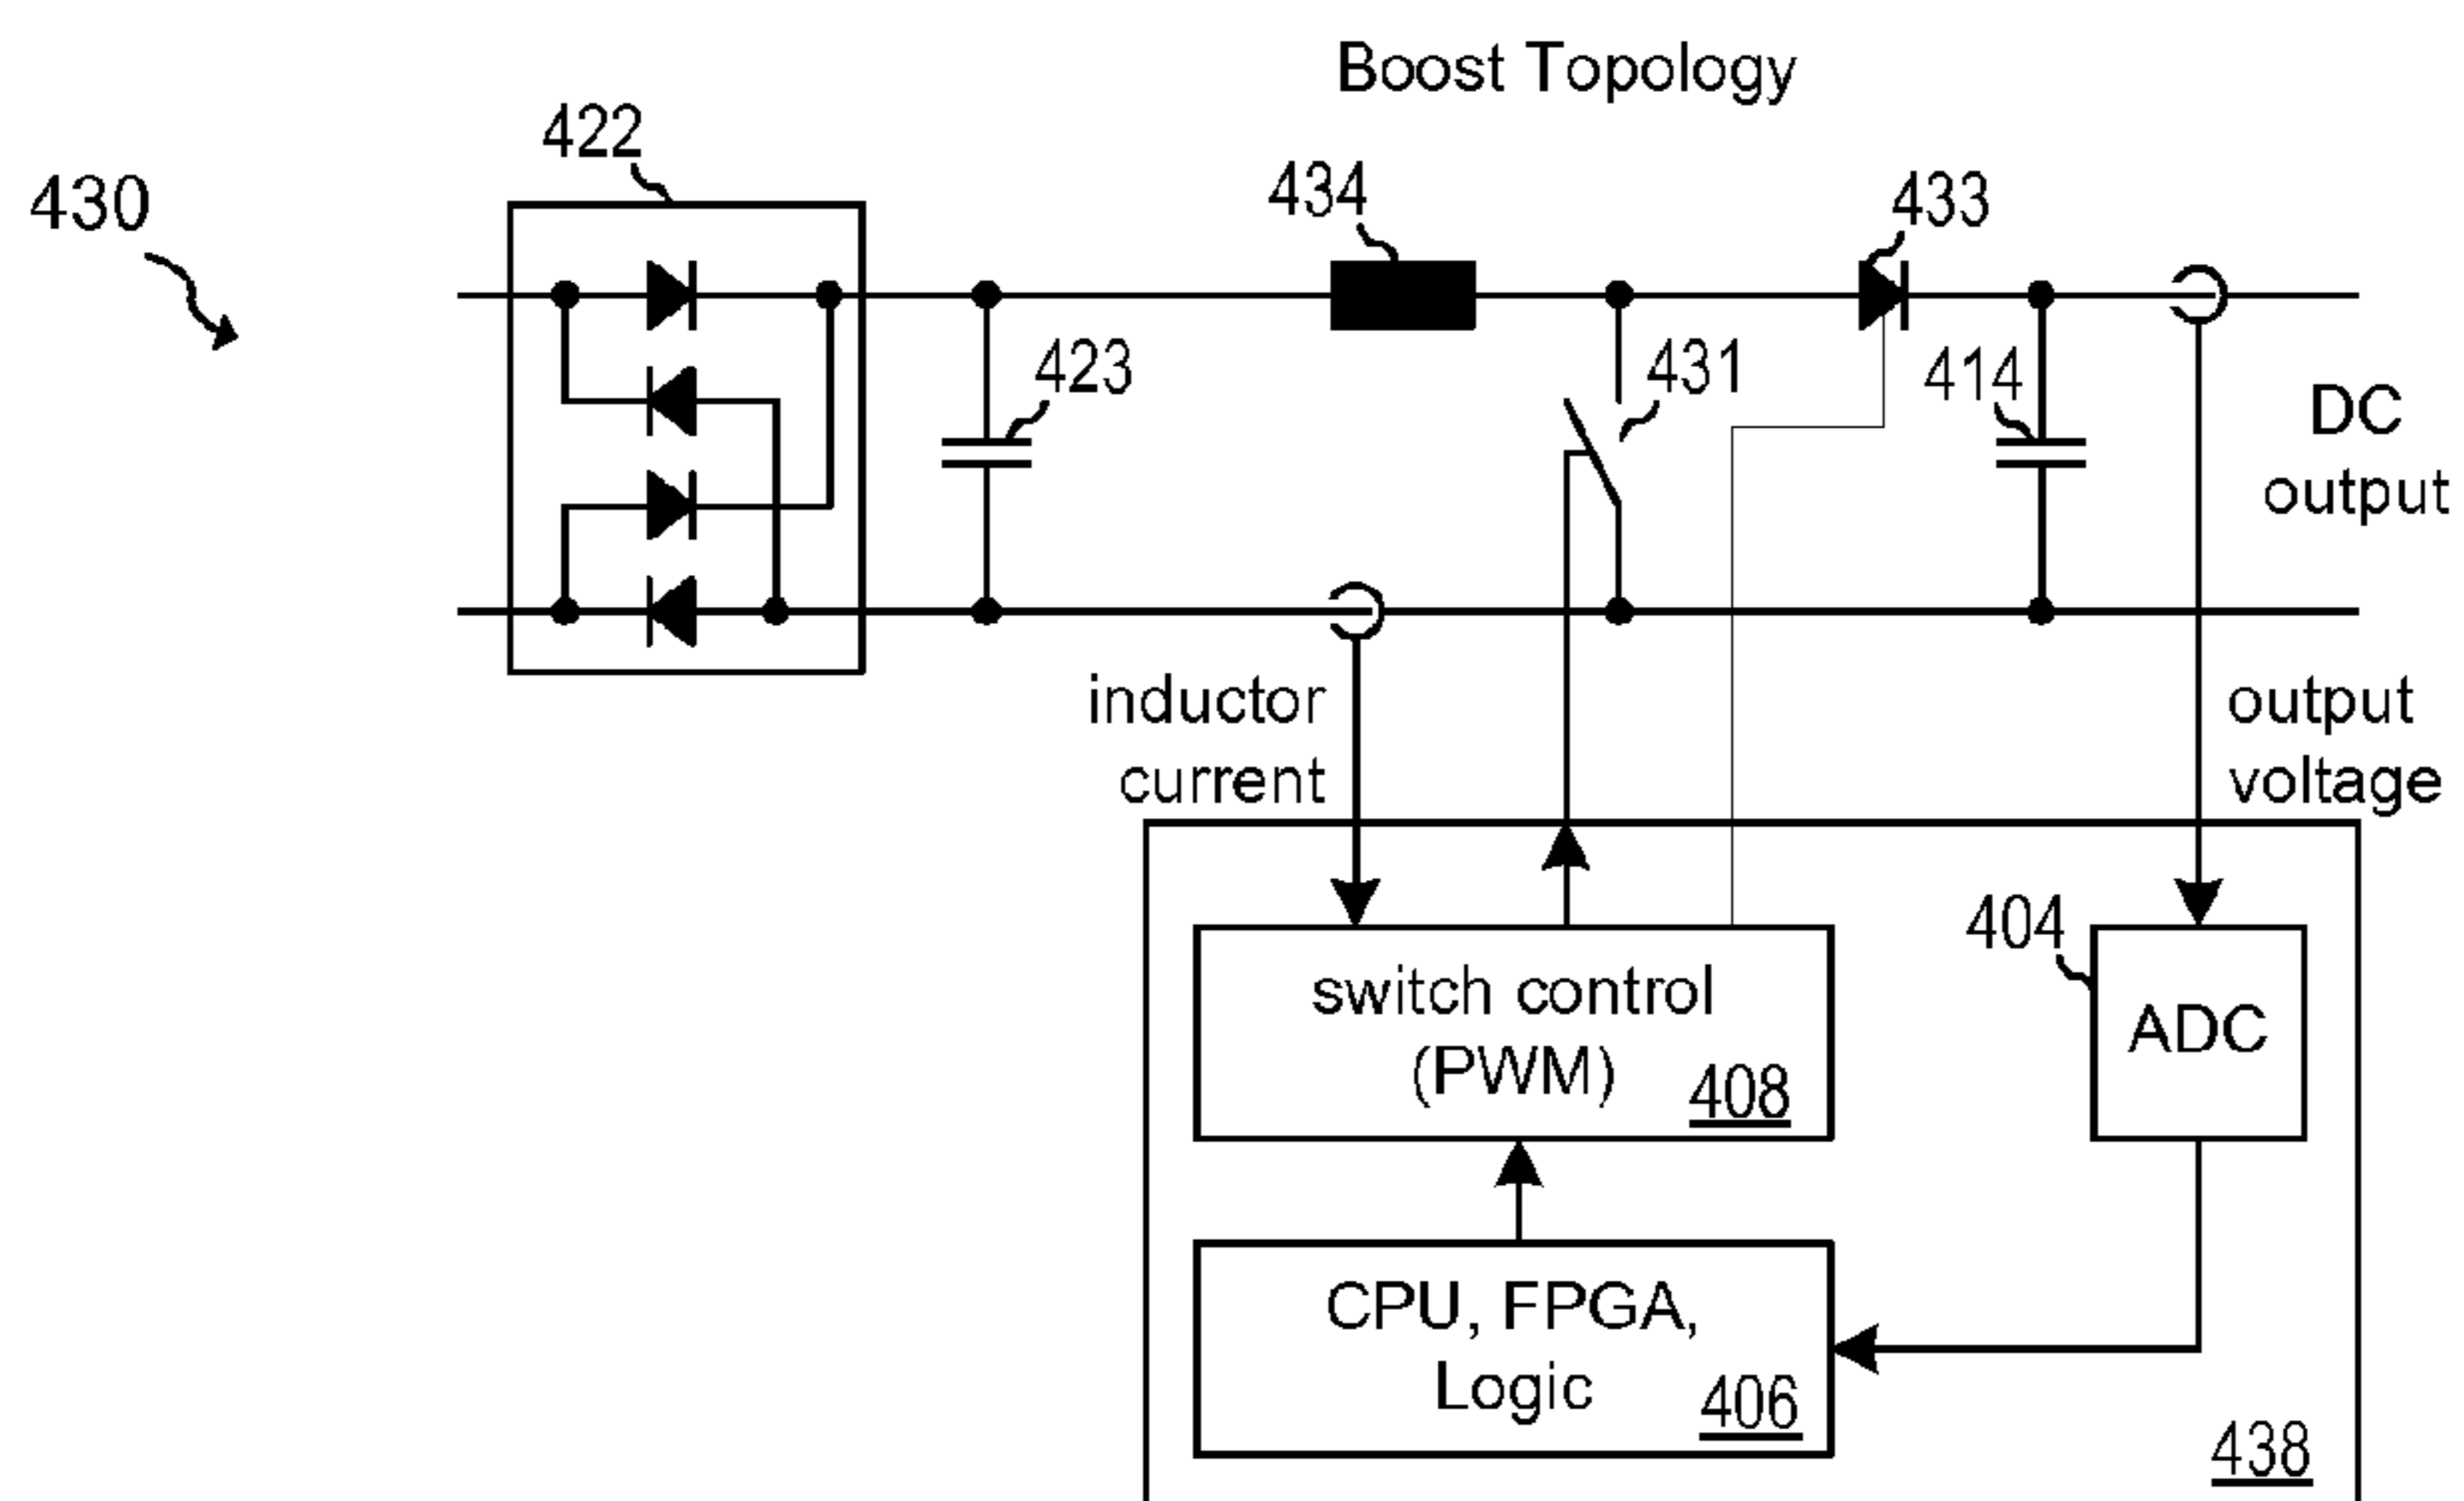 Boost Topology
422
430
434
433
423
431
414
DC
output
inductor
current
output
voltage
404
switch control
(PWM)
408
ADC
CPU, FPGA,
Logic
406
438